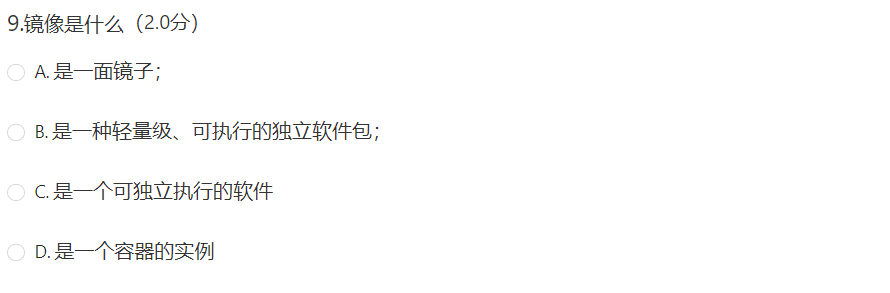 9.镜像是什么（2.0分）
A. 是一面镜子；
B. 是一种轻量级、可执行的独立软件包；
C. 是一个可独立执行的软件
D. 是一个容器的实例